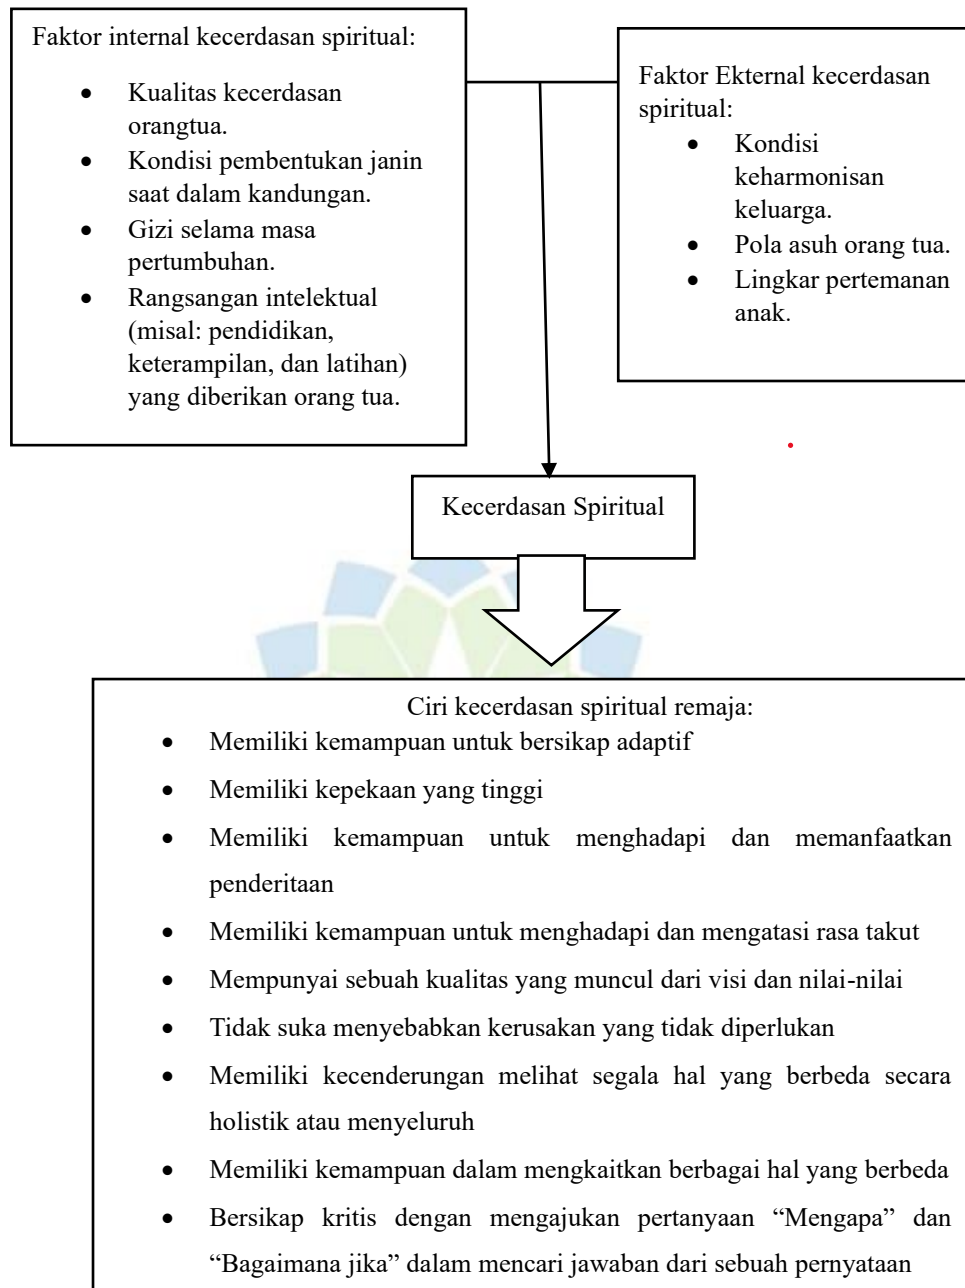 Faktor internal kecerdasan spiritual:
• Kualitas kecerdasan
orangtua.
• Kondisi pembentukan janin
saat dalam kandungan.
• Gizi selama masa
pertumbuhan.
• Rangsangan intelektual
(misal: pendidikan,
keterampilan, dan latihan)
yang diberikan orang tua.
Faktor Ekternal kecerdasan
spiritual:
• Kondisi
keharmonisan
keluarga.
• Pola asuh orang tua.
• Lingkar pertemanan
anak.
Kecerdasan Spiritual
Ciri kecerdasan spiritual remaja:
• Memiliki kemampuan untuk bersikap adaptif
• Memiliki kepekaan yang tinggi
• Memiliki kemampuan untuk menghadapi dan memanfaatkan
penderitaan
• Memiliki kemampuan untuk menghadapi dan mengatasi rasa takut
• Mempunyai sebuah kualitas yang muncul dari visi dan nilai-nilai
• Tidak suka menyebabkan kerusakan yang tidak diperlukan
• Memiliki kecenderungan melihat segala hal yang berbeda secara
holistik atau menyeluruh
• Memiliki kemampuan dalam mengkaitkan berbagai hal yang berbeda
• Bersikap kritis dengan mengajukan pertanyaan “Mengapa” dan
“Bagaimana jika” dalam mencari jawaban dari sebuah pernyataan